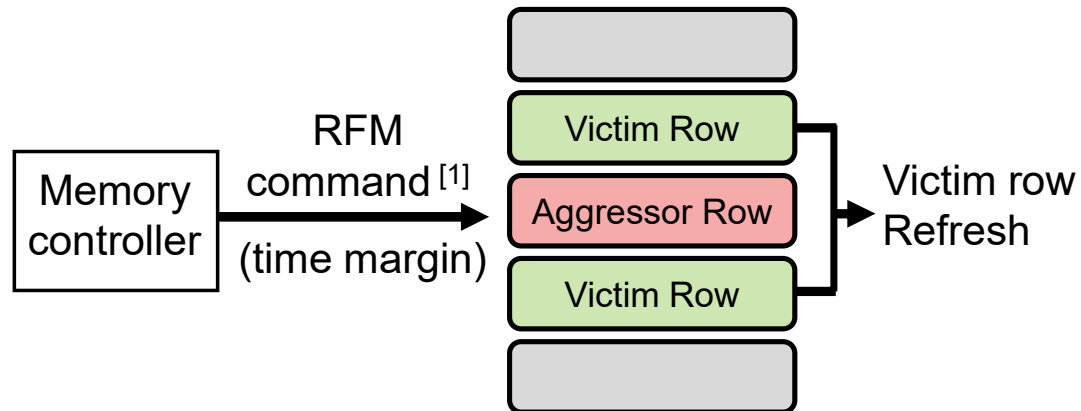 Memory
controller
RFM
command [1]
(time margin)
Victim Row
Aggressor Row
Victim Row
Victim row
Refresh